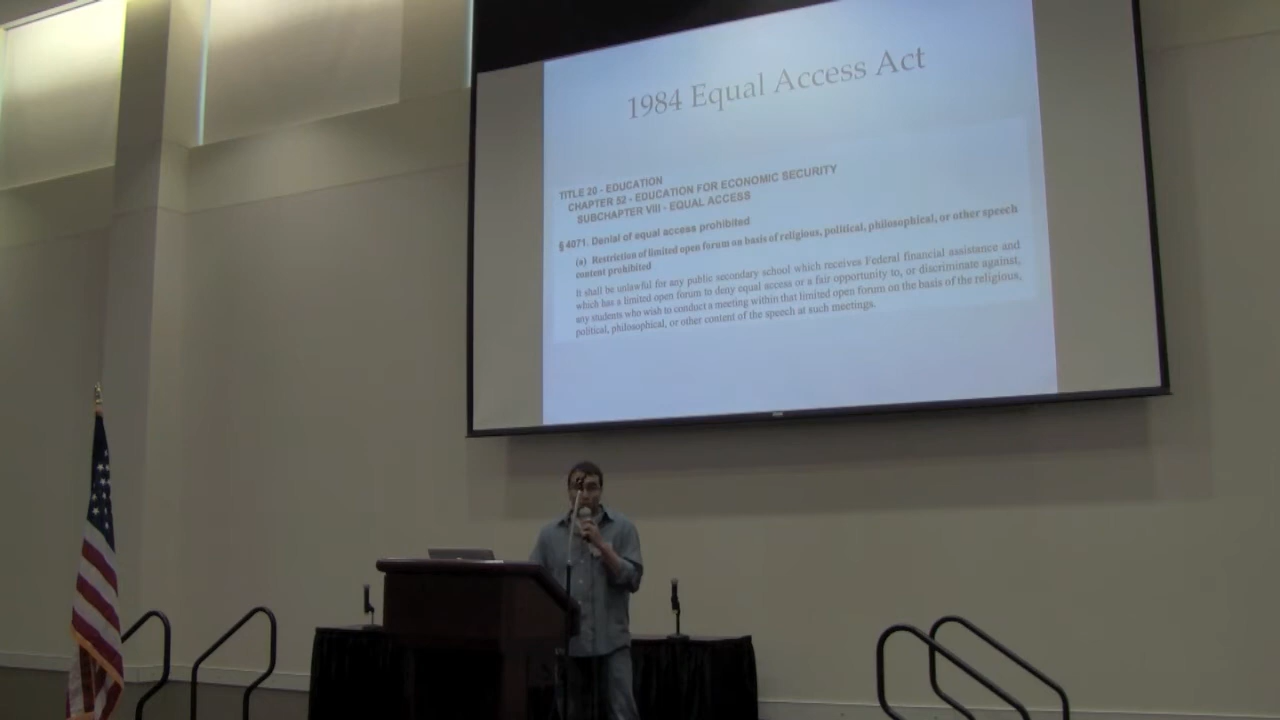 1984 Equal Access Act
TITLE 20 - EDUCATION
CHAPTER 52 - EDUCATION FOR ECONOMIC SECURITY
SUBCHAPTER VIII - EQUAL ACCESS
§ 4071. Denial of equal access prohibited
(a) Restriction of limited open forum on basis of religious, political, philosophical, or other speech
content prohibited
It shall be unlawful for any public secondary school which receives Federal financial assistance and
which has a limited open forum to deny equal access or a fair opportunity to, or discriminate against,
any students who wish to conduct a meeting within that limited open forum on the basis of the religious,
political, philosophical, or other content of the speech at such meetings.